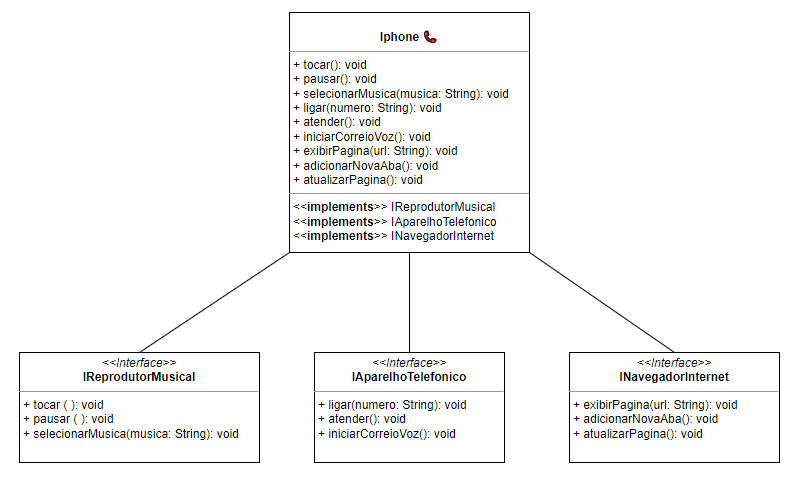 Iphone
+ tocar(): void
+ pausar(): void
+ selecionarMusica(musica: String): void
+ ligar(numero: String): void
+ atender(): void
+ iniciarCorreioVoz(): void
+ exibirPagina(url: String): void
+ adicionarNovaAba(): void
+ atualizarPagina(): void
<<implements>> IReprodutorMusical
<<implements>> IAparelhoTelefonico
<<implements>> INavegadorInternet
<<Interface>>
IReprodutorMusical
+ tocar ( ): void
+ pausar ( ): void
+ selecionarMusica(musica: String): void
<<Interface>>
IAparelhoTelefonico
+ ligar(numero: String): void
+ atender(): void
+ iniciarCorreioVoz(): void
<<Interface>>
INavegadorInternet
+ exibirPagina(url: String): void
+ adicionarNovaAba(): void
+ atualizarPagina(): void